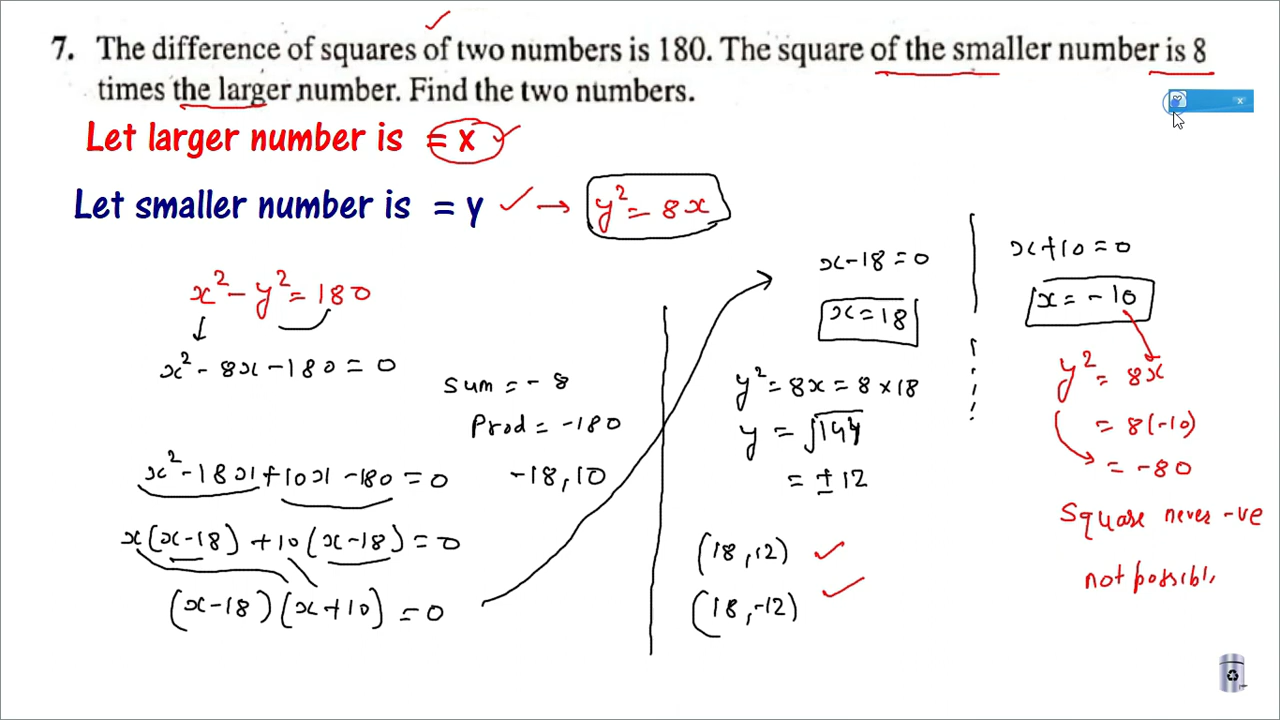 7. The difference of squares of two numbers is 180. The square of the smaller number is 8
times the larger number. Find the two numbers.
Let larger number is = x
Let smaller number is = y → y² = 8x
x² - y² = 180
x² - 8x - 180 = 0
Sum = - 8
Prod = -180
-18, 10
x² - 18x + 10x - 180 = 0
x(x-18) + 10(x-18) = 0
(x-18)(x+10) = 0
x - 18 = 0
x = 18
y² = 8x = 8 × 18
y = √144
= ± 12
(18, 12)
(18, -12)
x + 10 = 0
x = - 10
y² = 8x
= 8(-10)
= -80
Square never -ve
not possible